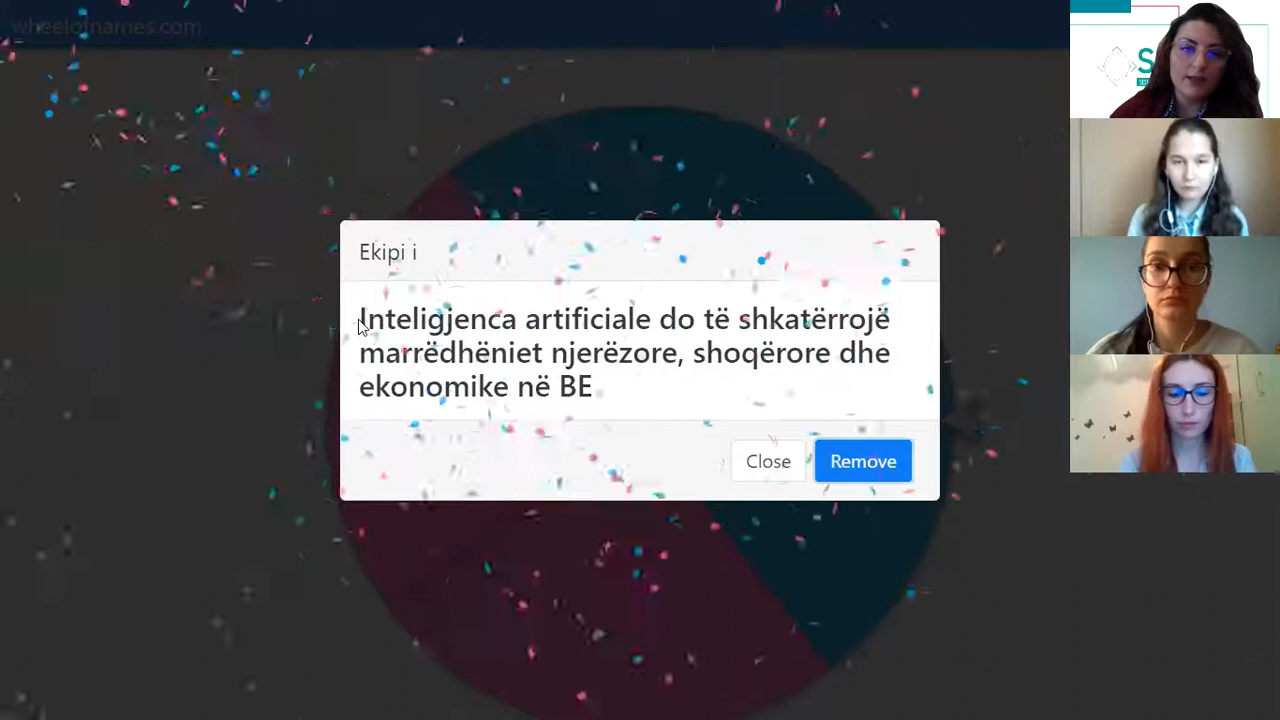 wheelofnames.com
Ekipi i
Inteligjenca artificiale do të shkatërrojë
marrëdhëniet njerëzore, shoqërore dhe
ekonomike në BE
Close
Remove